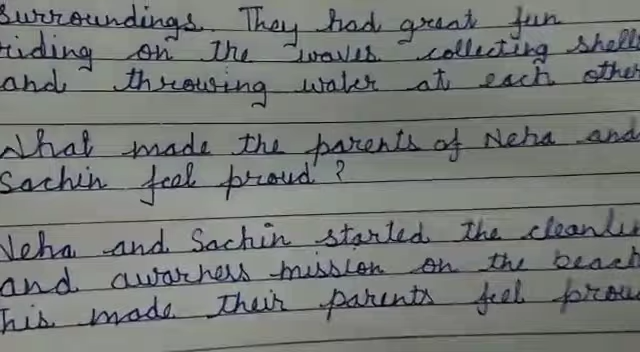 surroundings. They had great fun
riding on the waves collecting shells
and throwing water at each other
What made the parents of Neha and
Sachin feel proud?
Neha and Sachin started the
and awarness mission on the beach
This made their parents feel proud